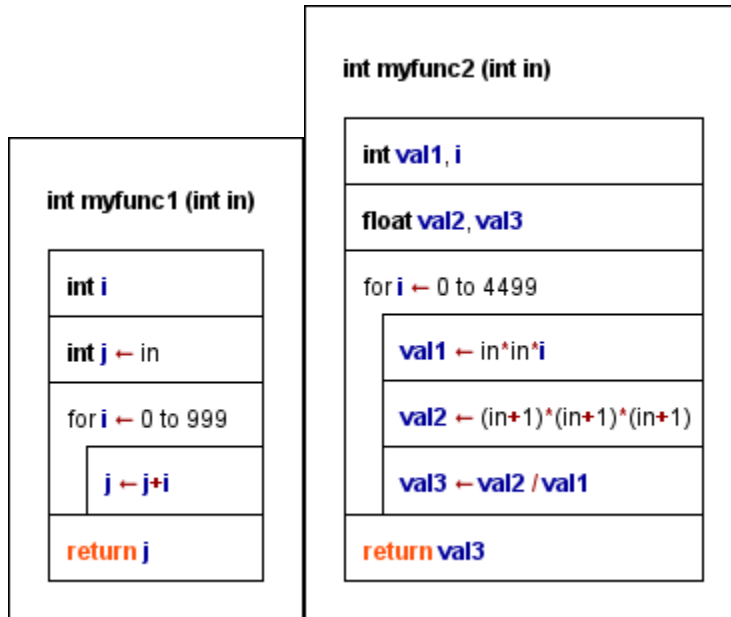 int myfunc1 (int in)
int i
int j ← in
for i ← 0 to 999
j ← j+i
return j
int myfunc2 (int in)
int val1, i
float val2, val3
for i ← 0 to 4499
val1 ← in*in*i
val2 ← (in+1)*(in+1)*(in+1)
val3 ← val2 / val1
return val3